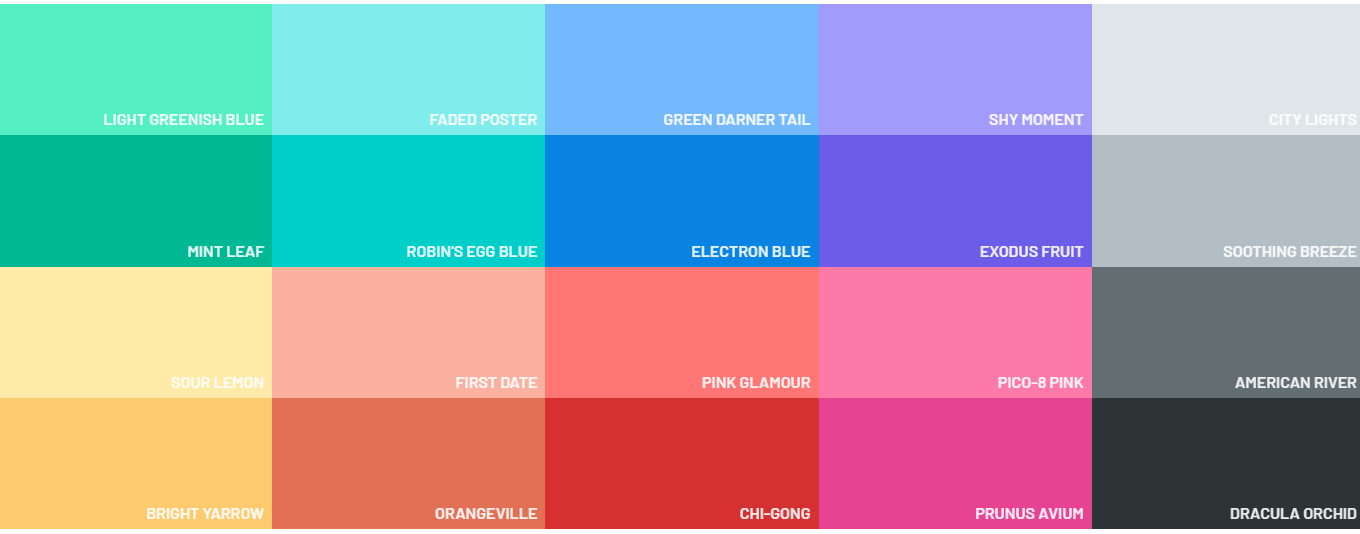 LIGHT GREENISH BLUE
FADED POSTER
GREEN DARNER TAIL
SHY MOMENT
CITY LIGHTS
MINT LEAF
ROBIN'S EGG BLUE
ELECTRON BLUE
EXODUS FRUIT
SOOTHING BREEZE
SOUR LEMON
FIRST DATE
PINK GLAMOUR
PICO-8 PINK
AMERICAN RIVER
BRIGHT YARROW
ORANGEVILLE
CHI-GONG
PRUNUS AVIUM
DRACULA ORCHID